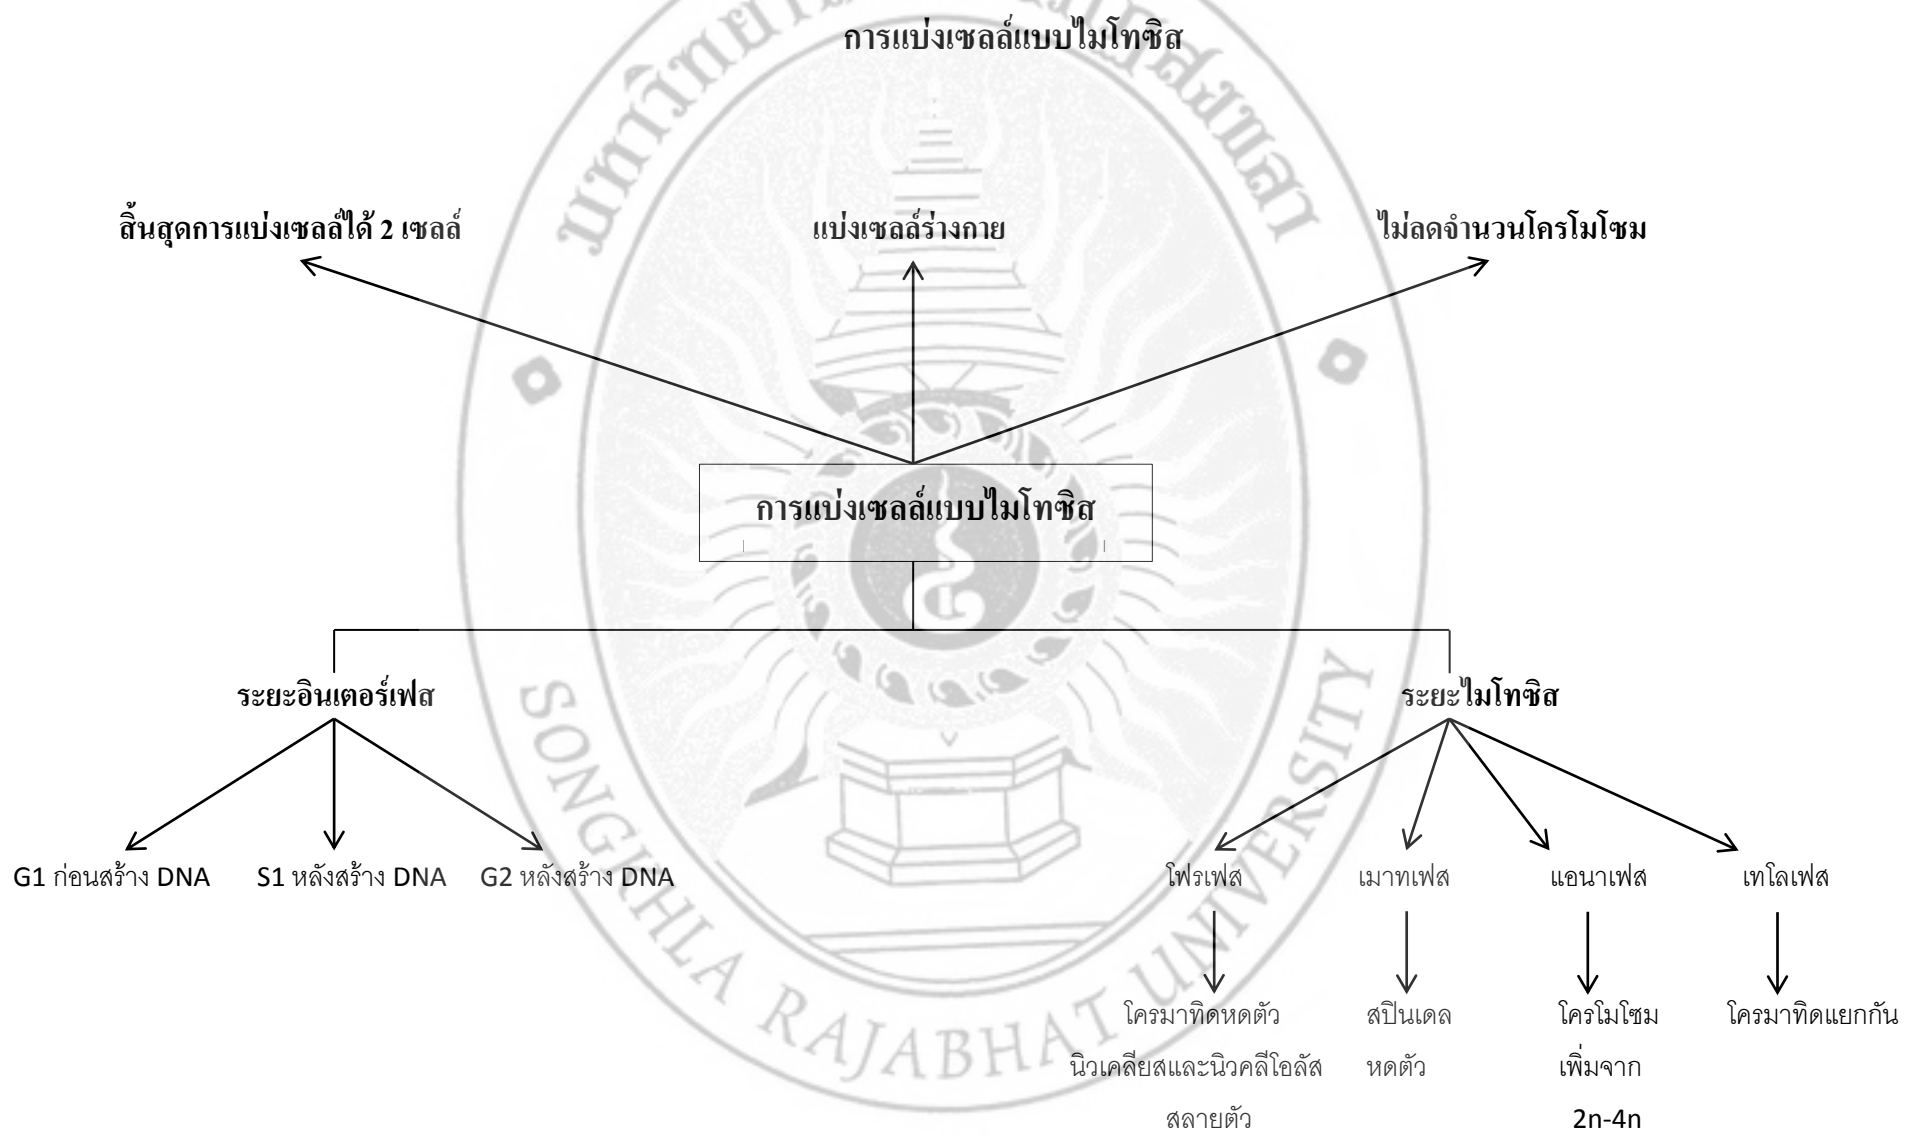 การแบ่งเซลล์แบบไมโทซิส
สิ้นสุดการแบ่งเซลล์ได้ 2 เซลล์
แบ่งเซลล์ร่างกาย
ไม่ลดจำนวนโครโมโซม
การแบ่งเซลล์แบบไมโทซิส
ระยะอินเตอร์เฟส
ระยะไมโทซิส
G1 ก่อนสร้าง DNA
S1 หลังสร้าง DNA
G2 หลังสร้าง DNA
โฟรเฟส
เมาทเฟส
แอนาเฟส
เทโลเฟส
โครมาทิดหดตัว
นิวเคลียสและนิวคลีโอลัส
สลายตัว
สปินเดล
หดตัว
โครโมโซม
เพิ่มจาก
2n-4n
โครมาทิดแยกกัน
SONGKHLA RAJABHAT UNIVERSITY